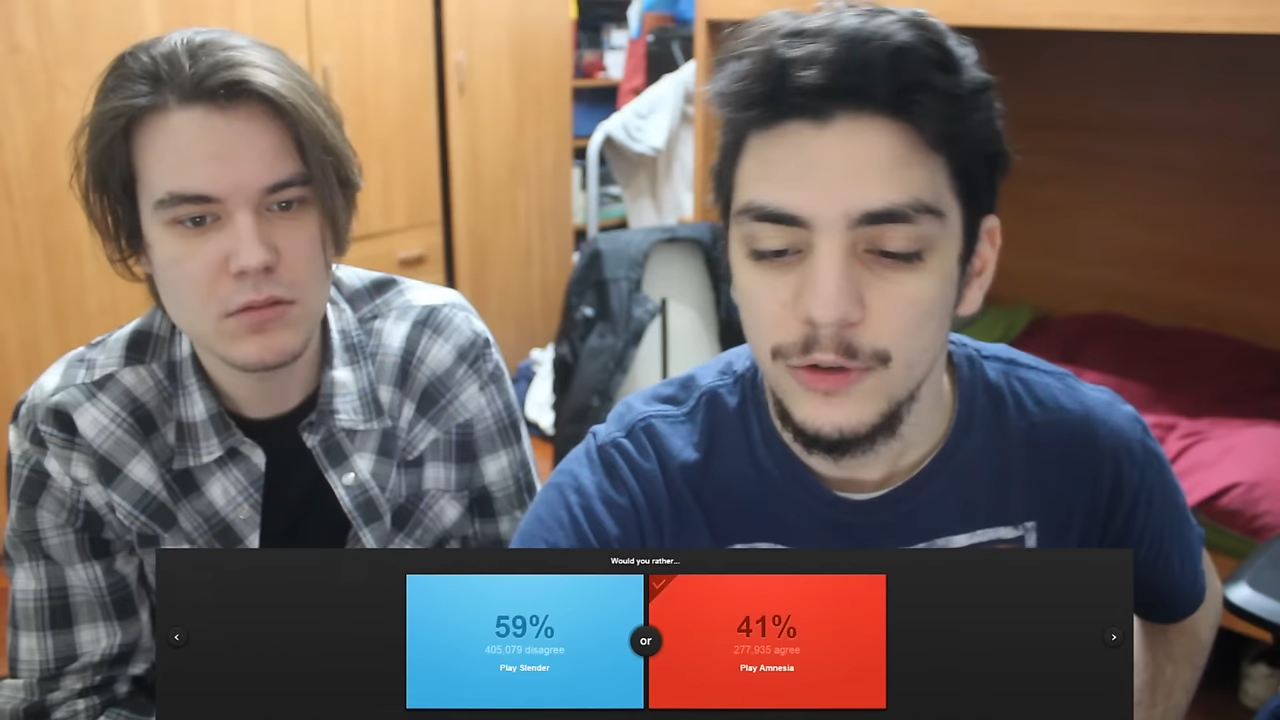 Would you rather...
59%
405,079 disagree
Play Slender
or
41%
277,935 agree
Play Amnesia